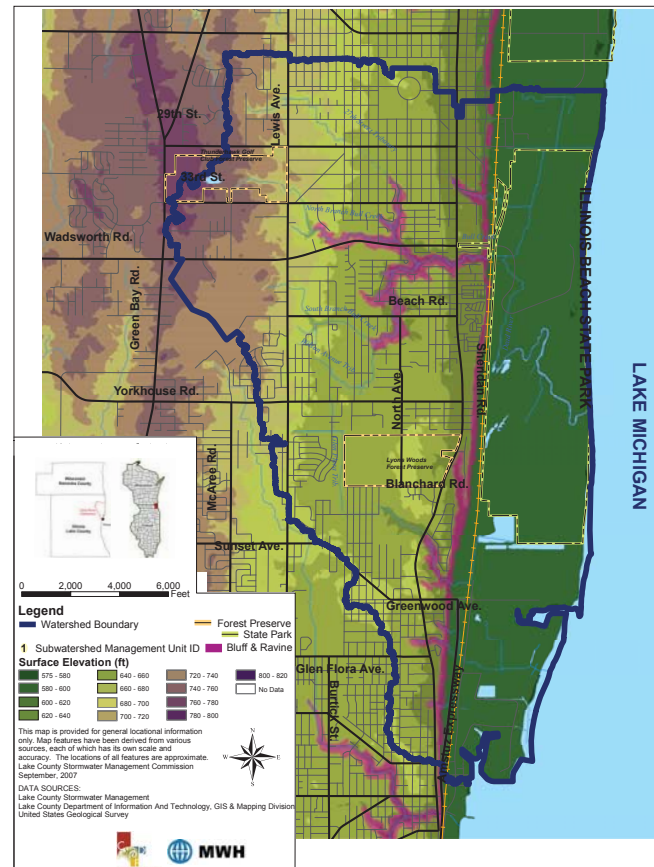 29th St.
Lewis Ave.
33rd St.
Wadsworth Rd.
Green Bay Rd.
Beach Rd.
Sheridan Rd
ILLINOIS BEACH STATE PARK
LAKE MICHIGAN
Yorkhouse Rd.
North Ave
McAree Rd.
Lyons Woods
Forest Preserve
Blanchard Rd.
Sunset Ave.
Greenwood Ave.
Glen Flora Ave.
Burtick St.
Amstutz Expressway
0 2,000 4,000 6,000
Feet
Legend
Watershed Boundary
Forest Preserve
State Park
1 Subwatershed Management Unit ID
Bluff & Ravine
Surface Elevation (ft)
575 - 580 640 - 660 720 - 740 800 - 820
580 - 600 660 - 680 740 - 760 No Data
600 - 620 680 - 700 760 - 780
620 - 640 700 - 720 780 - 800
This map is provided for general locational information
only. Map features have been derived from various
sources, each of which has its own scale and
accuracy. The locations of all features are approximate.
Lake County Stormwater Management Commission
September, 2007
DATA SOURCES:
Lake County Stormwater Management
Lake County Department of Information And Technology, GIS & Mapping Division
United States Geological Survey
N
W E
S
MWH